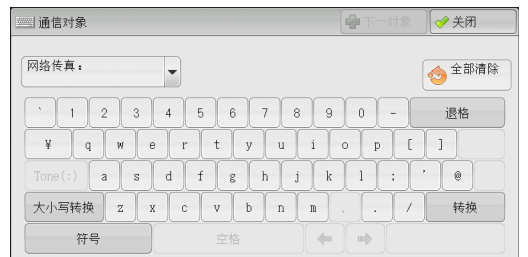 通信对象 下一对象 关闭
网络传真： 全部清除
` 1 2 3 4 5 6 7 8 9 0 - 退格
¥ q w e r t y u i o p [ ]
Tone(:) a s d f g h j k l ; ' @
大小写转换 z x c v b n m , . / 转换
符号 空格